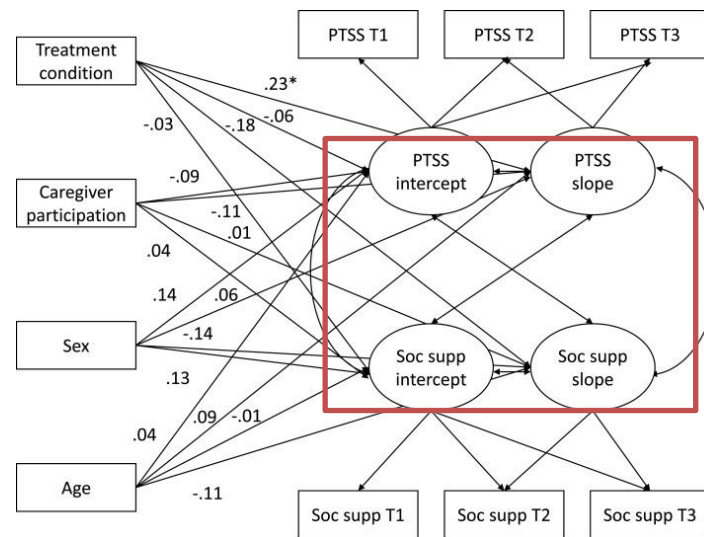 PTSS T1
PTSS T2
PTSS T3
Treatment
condition
.23*
-.06
-.03
-.18
PTSS
intercept
PTSS
slope
Caregiver
participation
-.09
-.11
.01
.04
.14
.06
Sex
-.14
.13
Soc supp
intercept
Soc supp
slope
.09
-.01
.04
Age
-.11
Soc supp T1
Soc supp T2
Soc supp T3